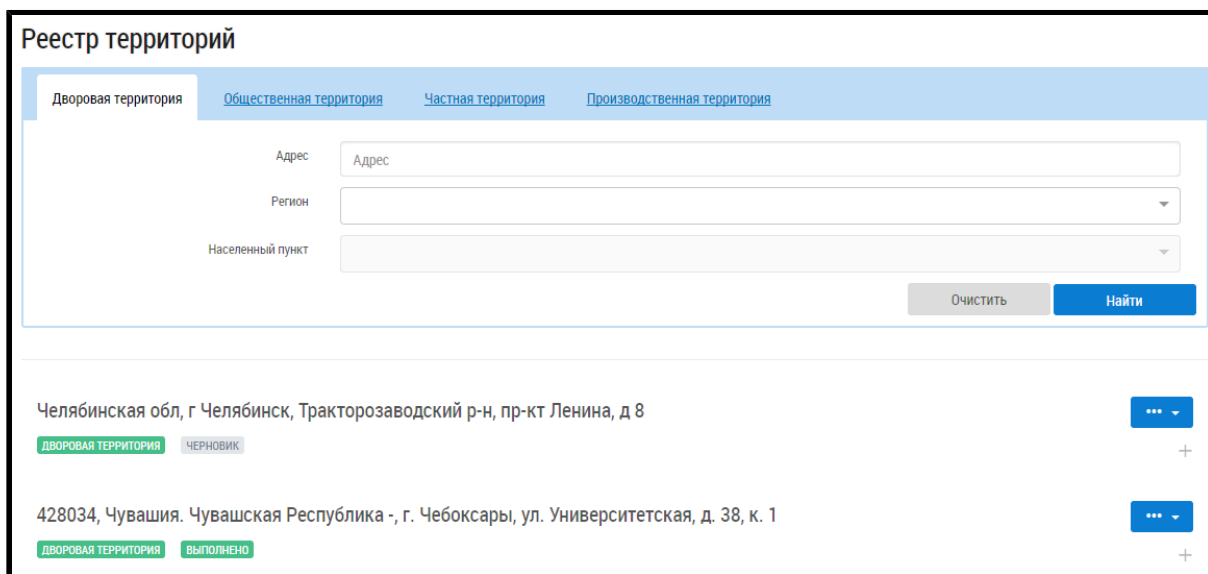 Реестр территорий
Дворовая территория Общественная территория Частная территория Производственная территория
Адрес Адрес
Регион
Населенный пункт
Очистить Найти
Челябинская обл, г Челябинск, Тракторозаводский р-н, пр-кт Ленина, д 8
ДВОРОВАЯ ТЕРРИТОРИЯ ЧЕРНОВИК
428034, Чувашия. Чувашская Республика -, г. Чебоксары, ул. Университетская, д. 38, к. 1
ДВОРОВАЯ ТЕРРИТОРИЯ ВЫПОЛНЕНО